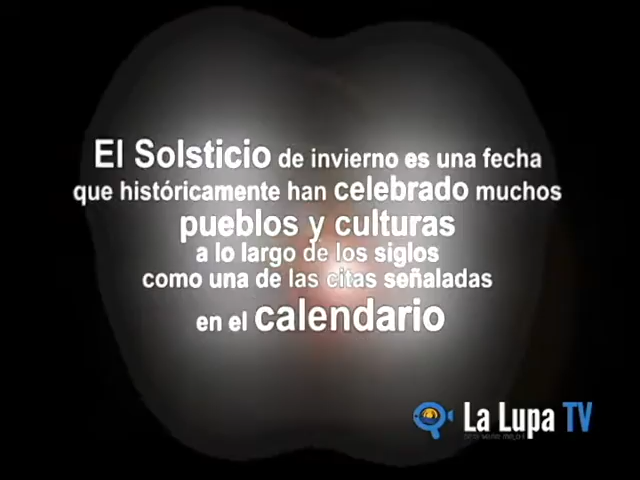 El Solsticio de invierno es una fecha
que históricamente han celebrado muchos
pueblos y culturas
a lo largo de los siglos
como una de las citas señaladas
en el calendario
La Lupa TV